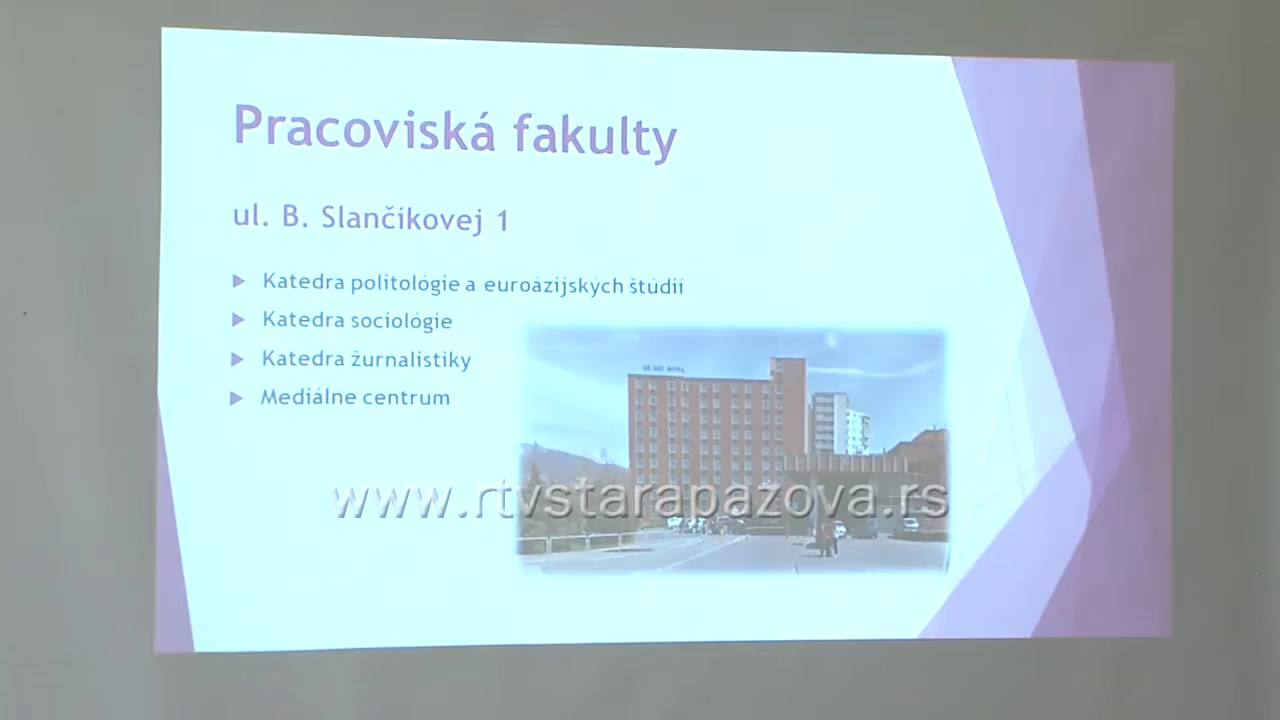 Pracoviská fakulty
ul. B. Slančíkovej 1
Katedra politológie a euroázijských štúdií
Katedra sociológie
Katedra žurnalistiky
Mediálne centrum
www.rtvstarapazova.rs